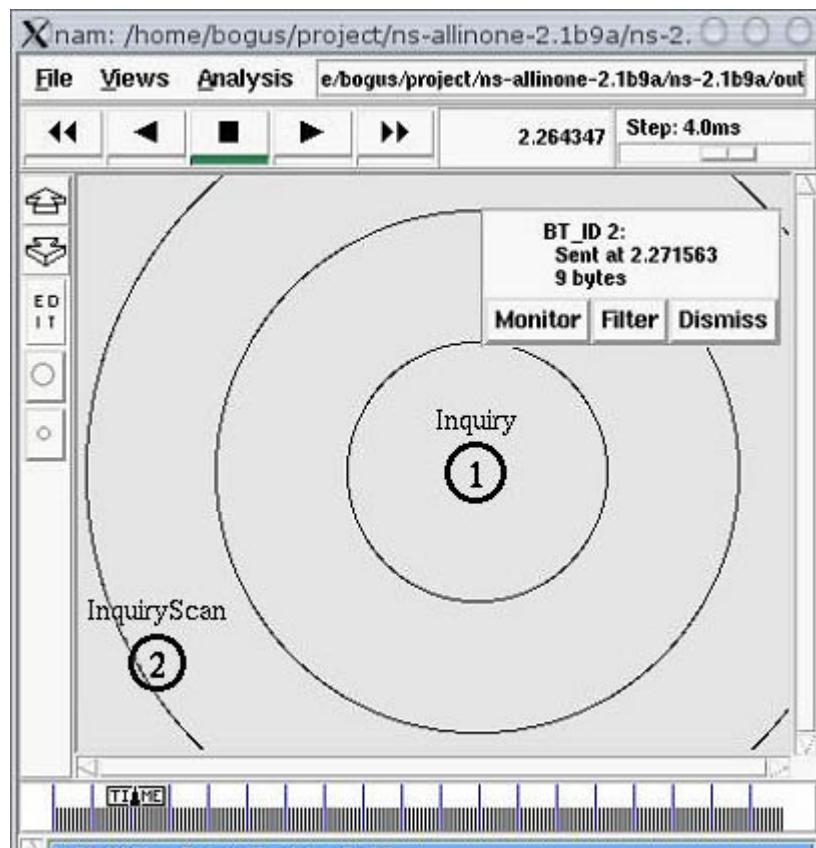 X nam: /home/bogus/project/ns-allinone-2.1b9a/ns-2.
File Views Analysis e/bogus/project/ns-allinone-2.1b9a/ns-2.1b9a/out
2.264347 Step: 4.0ms
BT_ID 2:
Sent at 2.271563
9 bytes
Monitor Filter Dismiss
E D
I T
Inquiry
1
InquiryScan
2
TIME